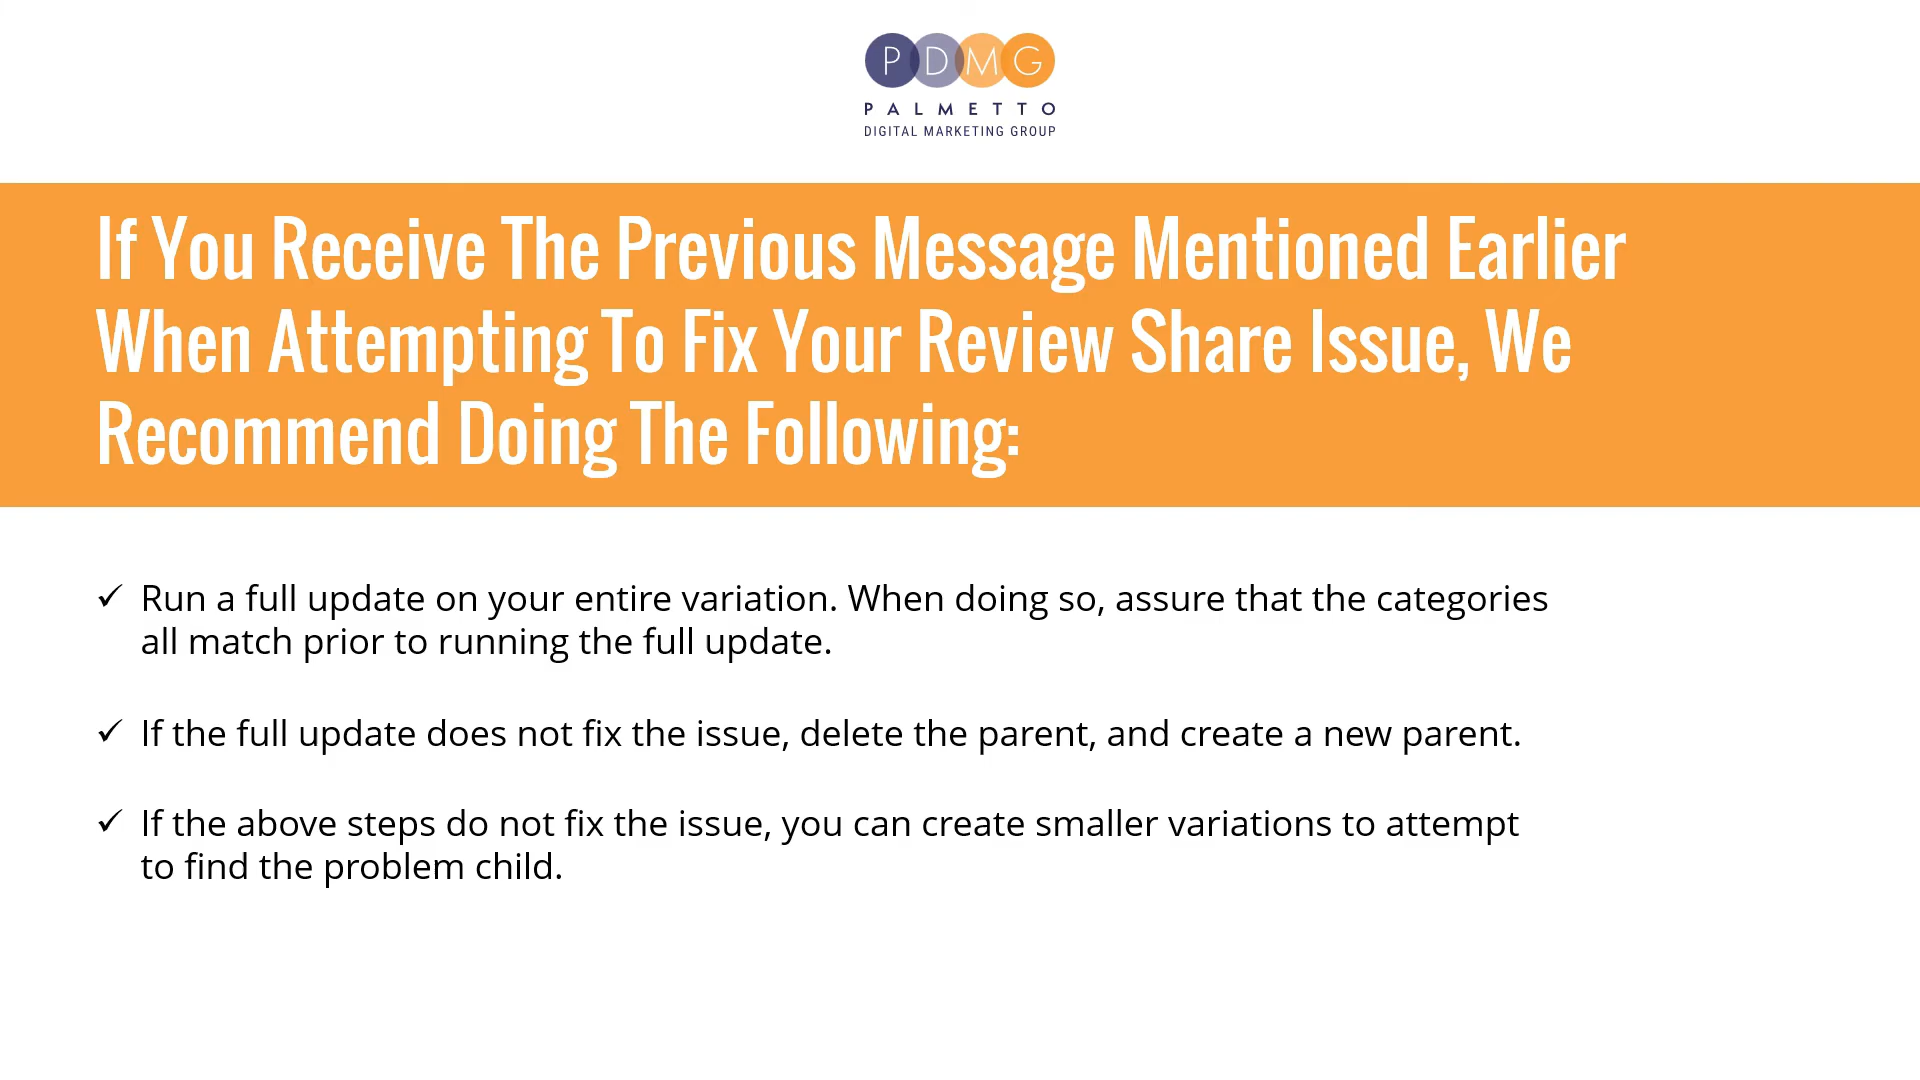 PDMG
PALMETTO
DIGITAL MARKETING GROUP
If You Receive The Previous Message Mentioned Earlier
When Attempting To Fix Your Review Share Issue, We
Recommend Doing The Following:
✓ Run a full update on your entire variation. When doing so, assure that the categories
all match prior to running the full update.
✓ If the full update does not fix the issue, delete the parent, and create a new parent.
✓ If the above steps do not fix the issue, you can create smaller variations to attempt
to find the problem child.